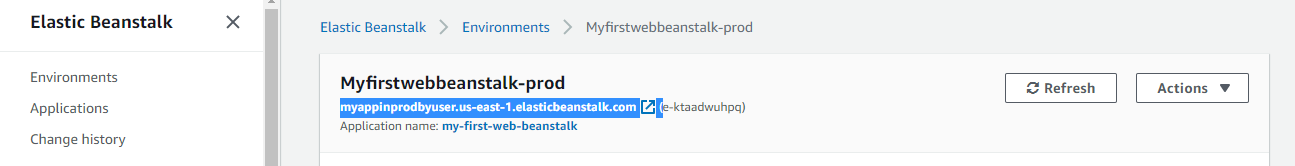 Elastic Beanstalk
Environments
Applications
Change history
Elastic Beanstalk > Environments > Myfirstwebbeanstalk-prod
Myfirstwebbeanstalk-prod
myappinprodbyuser.us-east-1.elasticbeanstalk.com (e-ktaadwuhpq)
Application name: my-first-web-beanstalk
Refresh
Actions